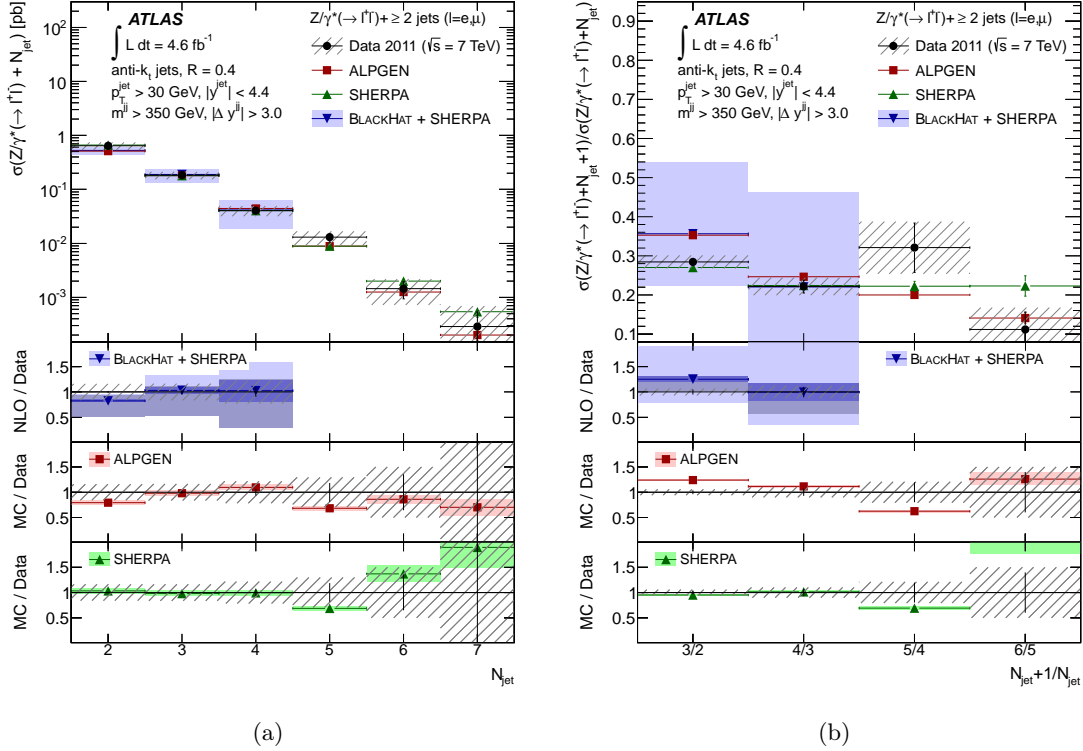 σ(Z/γ*(→ l⁺l⁻) + N_jet) [pb]
ATLAS
Z/γ*(→ l⁺l⁻)+ ≥ 2 jets (l=e,μ)
∫ L dt = 4.6 fb⁻¹
Data 2011 (√s = 7 TeV)
anti-k_t jets, R = 0.4
ALPGEN
p_T^jet > 30 GeV, |y^jet| < 4.4
SHERPA
m^jj > 350 GeV, |Δ y^jj| > 3.0
BLACKHAT + SHERPA
10²
10
1
10⁻¹
10⁻²
10⁻³
NLO / Data
BLACKHAT + SHERPA
1.5
1
0.5
MC / Data
ALPGEN
1.5
1
0.5
MC / Data
SHERPA
1.5
1
0.5
2 3 4 5 6 7
N_jet
(a)
σ(Z/γ*(→ l⁺l⁻)+N_jet+1)/σ(Z/γ*(→ l⁺l⁻)+N_jet)
ATLAS
Z/γ*(→ l⁺l⁻)+ ≥ 2 jets (l=e,μ)
∫ L dt = 4.6 fb⁻¹
Data 2011 (√s = 7 TeV)
anti-k_t jets, R = 0.4
ALPGEN
p_T^jet > 30 GeV, |y^jet| < 4.4
SHERPA
m^jj > 350 GeV, |Δ y^jj| > 3.0
BLACKHAT + SHERPA
0.9
0.8
0.7
0.6
0.5
0.4
0.3
0.2
0.1
NLO / Data
BLACKHAT + SHERPA
1.5
1
0.5
MC / Data
ALPGEN
1.5
1
0.5
MC / Data
SHERPA
1.5
1
0.5
3/2 4/3 5/4 6/5
N_jet+1/N_jet
(b)